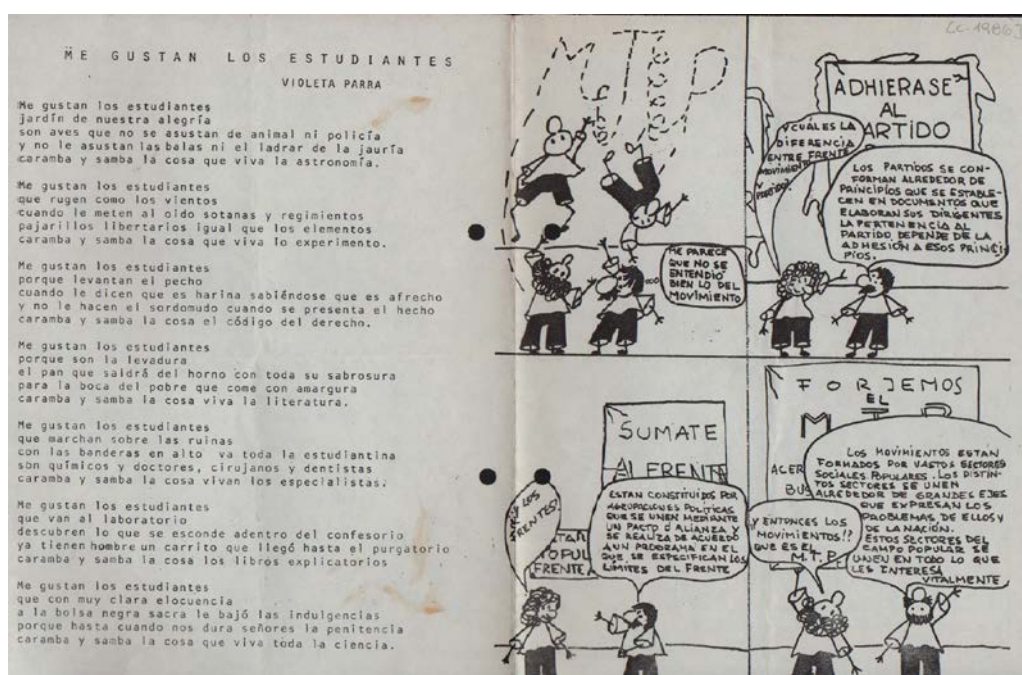 ME GUSTAN LOS ESTUDIANTES
VIOLETA PARRA
Me gustan los estudiantes
jardín de nuestra alegría
son aves que no se asustan de animal ni policía
y no le asustan las balas ni el ladrar de la jauría
caramba y samba la cosa que viva la astronomía.
Me gustan los estudiantes
que rugen como los vientos
cuando le meten al oido sotanas y regimientos
pajarillos libertarios igual que los elementos
caramba y samba la cosa que viva lo experimento.
Me gustan los estudiantes
porque levantan el pecho
cuando le dicen que es harina sabiéndose que es afrecho
y no le hacen el sordomudo cuando se presenta el hecho
caramba y samba la cosa el código del derecho.
Me gustan los estudiantes
porque son la levadura
el pan que saldrá del horno con toda su sabrosura
para la boca del pobre que come con amargura
caramba y samba la cosa viva la literatura.
Me gustan los estudiantes
que marchan sobre las ruinas
con las banderas en alto va toda la estudiantina
son químicos y doctores, cirujanos y dentistas
caramba y samba la cosa vivan los especialistas.
Me gustan los estudiantes
que van al laboratorio
descubren lo que se esconde adentro del confesorio
ya tienen hombre un carrito que llegó hasta el purgatorio
caramba y samba la cosa los libros explicatorios
Me gustan los estudiantes
que con muy clara elocuencia
a la bolsa negra sacra le bajó las indulgencias
porque hasta cuando nos dura señores la penitencia
caramba y samba la cosa que viva toda la ciencia.
MTP
ME PARECE
QUE NO SE
ENTENDIO
BIEN LO DEL
MOVIMIENTO
ADHIERASE
AL
PARTIDO
Y CUÁL ES LA
DIFERENCIA
ENTRE FRENTE
MOVIMIENTO
Y PARTIDO?
LOS PARTIDOS SE CON-
FORMAN ALREDEDOR DE
PRINCIPIOS QUE SE ESTABLE-
CEN EN DOCUMENTOS QUE
ELABORAN SUS DIRIGENTES
LA PERTENENCIA AL
PARTIDO DEPENDE DE LA
ADHESIÓN A ESOS PRINCI-
PIOS.
SUMATE
AL FRENTE
LOS
FRENTES?
FRENTE
ESTAN CONSTITUIDOS POR
AGRUPACIONES POLITICAS
QUE SE UNEN MEDIANTE
UN PACTO O ALIANZA Y
SE REALIZA DE ACUERDO
A UN PROGRAMA EN EL
QUE SE ESPECIFICAN LOS
LIMITES DEL FRENTE
FORJEMOS
EL
MTP
ACER
BUS
Y ENTONCES LOS
MOVIMIENTOS!?
QUE ES EL
M.T.P.
LOS MOVIMIENTOS ESTAN
FORMADOS POR VASTOS SECTORES
SOCIALES POPULARES. LOS DISTIN-
TOS SECTORES SE UNEN
ALREDEDOR DE GRANDES EJES
QUE EXPRESAN LOS
PROBLEMAS DE ELLOS Y
DE LA NACIÓN.
ESTOS SECTORES DEL
CAMPO POPULAR SE
UNEN EN TODO LO QUE
LES INTERESA
VITALMENTE